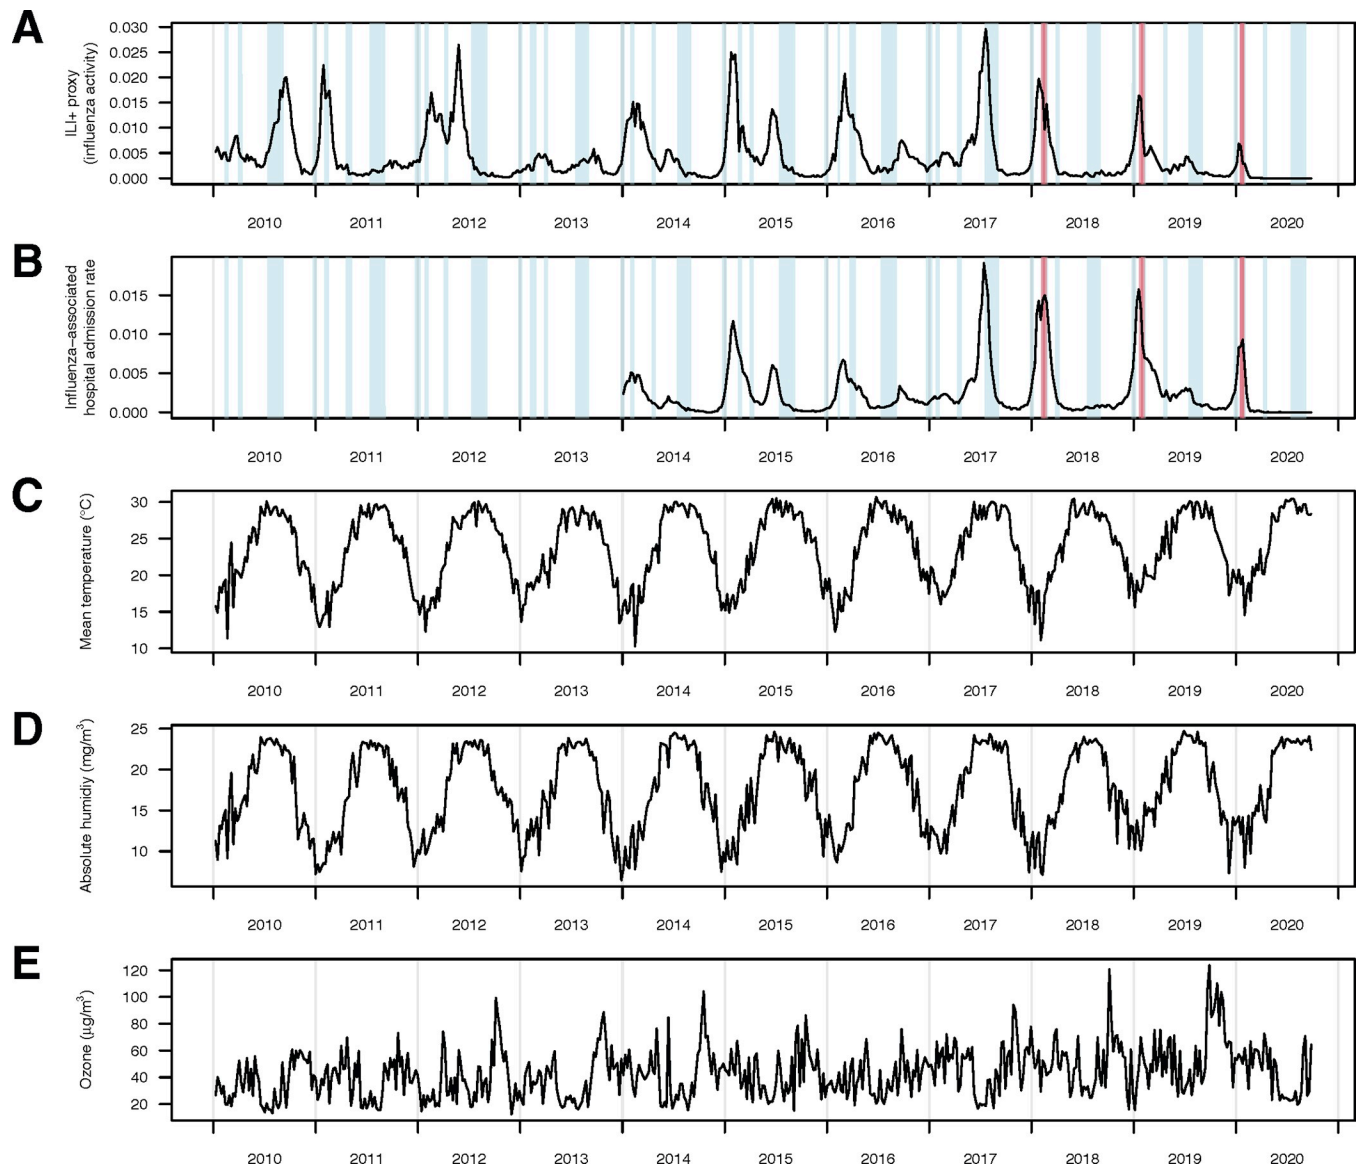 A
ILI+ proxy
(influenza activity)
0.030
0.025
0.020
0.015
0.010
0.005
0.000
2010 2011 2012 2013 2014 2015 2016 2017 2018 2019 2020
B
Influenza−associated
hospital admission rate
0.015
0.010
0.005
0.000
2010 2011 2012 2013 2014 2015 2016 2017 2018 2019 2020
C
Mean temperature (°C)
30
25
20
15
10
2010 2011 2012 2013 2014 2015 2016 2017 2018 2019 2020
D
Absolute humidiy (mg/m³)
25
20
15
10
2010 2011 2012 2013 2014 2015 2016 2017 2018 2019 2020
E
Ozone (μg/m³)
120
100
80
60
40
20
2010 2011 2012 2013 2014 2015 2016 2017 2018 2019 2020